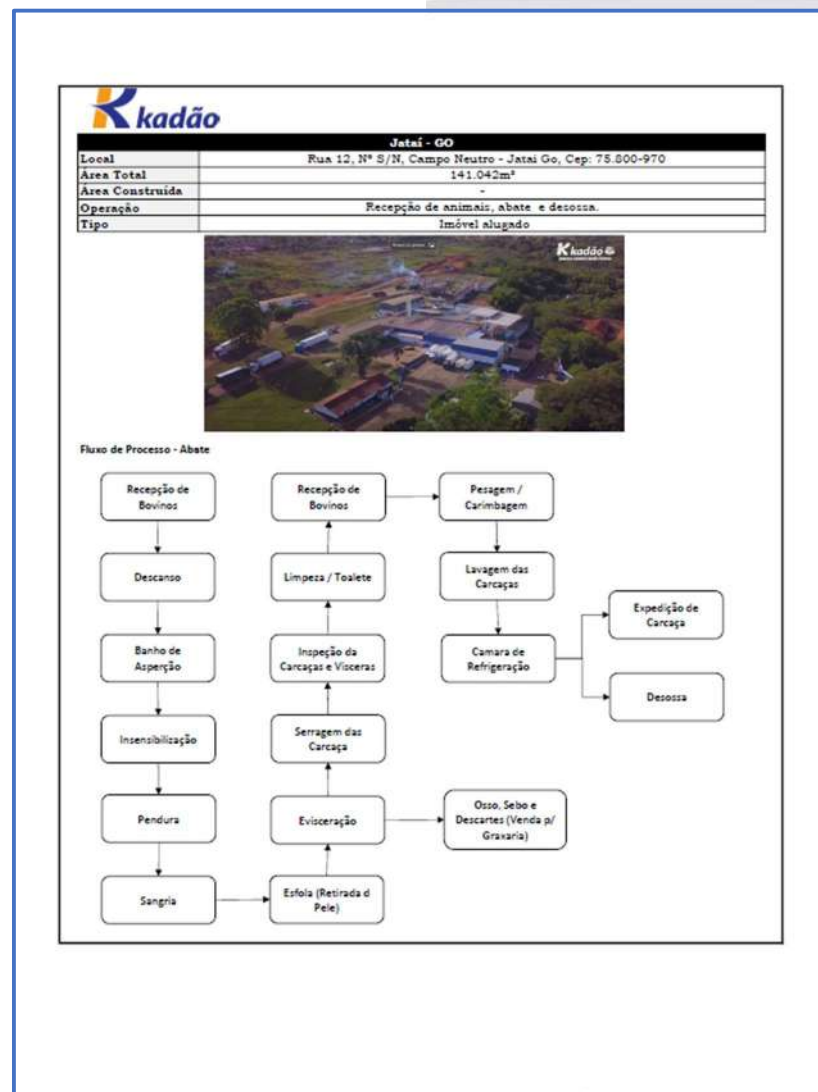 kadão
Jataí - GO
Local
Rua 12, Nº S/N, Campo Neutro - Jatai Go, Cep: 75.800-970
Área Total
141.042m²
Área Construída
-
Operação
Recepção de animais, abate e desossa.
Tipo
Imóvel alugado
kadão
Fluxo de Processo - Abate
Recepção de
Bovinos
Descanso
Banho de
Asperção
Insensibilização
Pendura
Sangria
Esfola (Retirada d
Pele)
Evisceração
Osso, Sebo e
Descartes (Venda p/
Graxaria)
Serragem das
Carcaça
Inspeção da
Carcaças e Visceras
Limpeza / Toalete
Recepção de
Bovinos
Pesagem /
Carimbagem
Lavagem das
Carcaças
Camara de
Refrigeração
Expedição de
Carcaça
Desossa